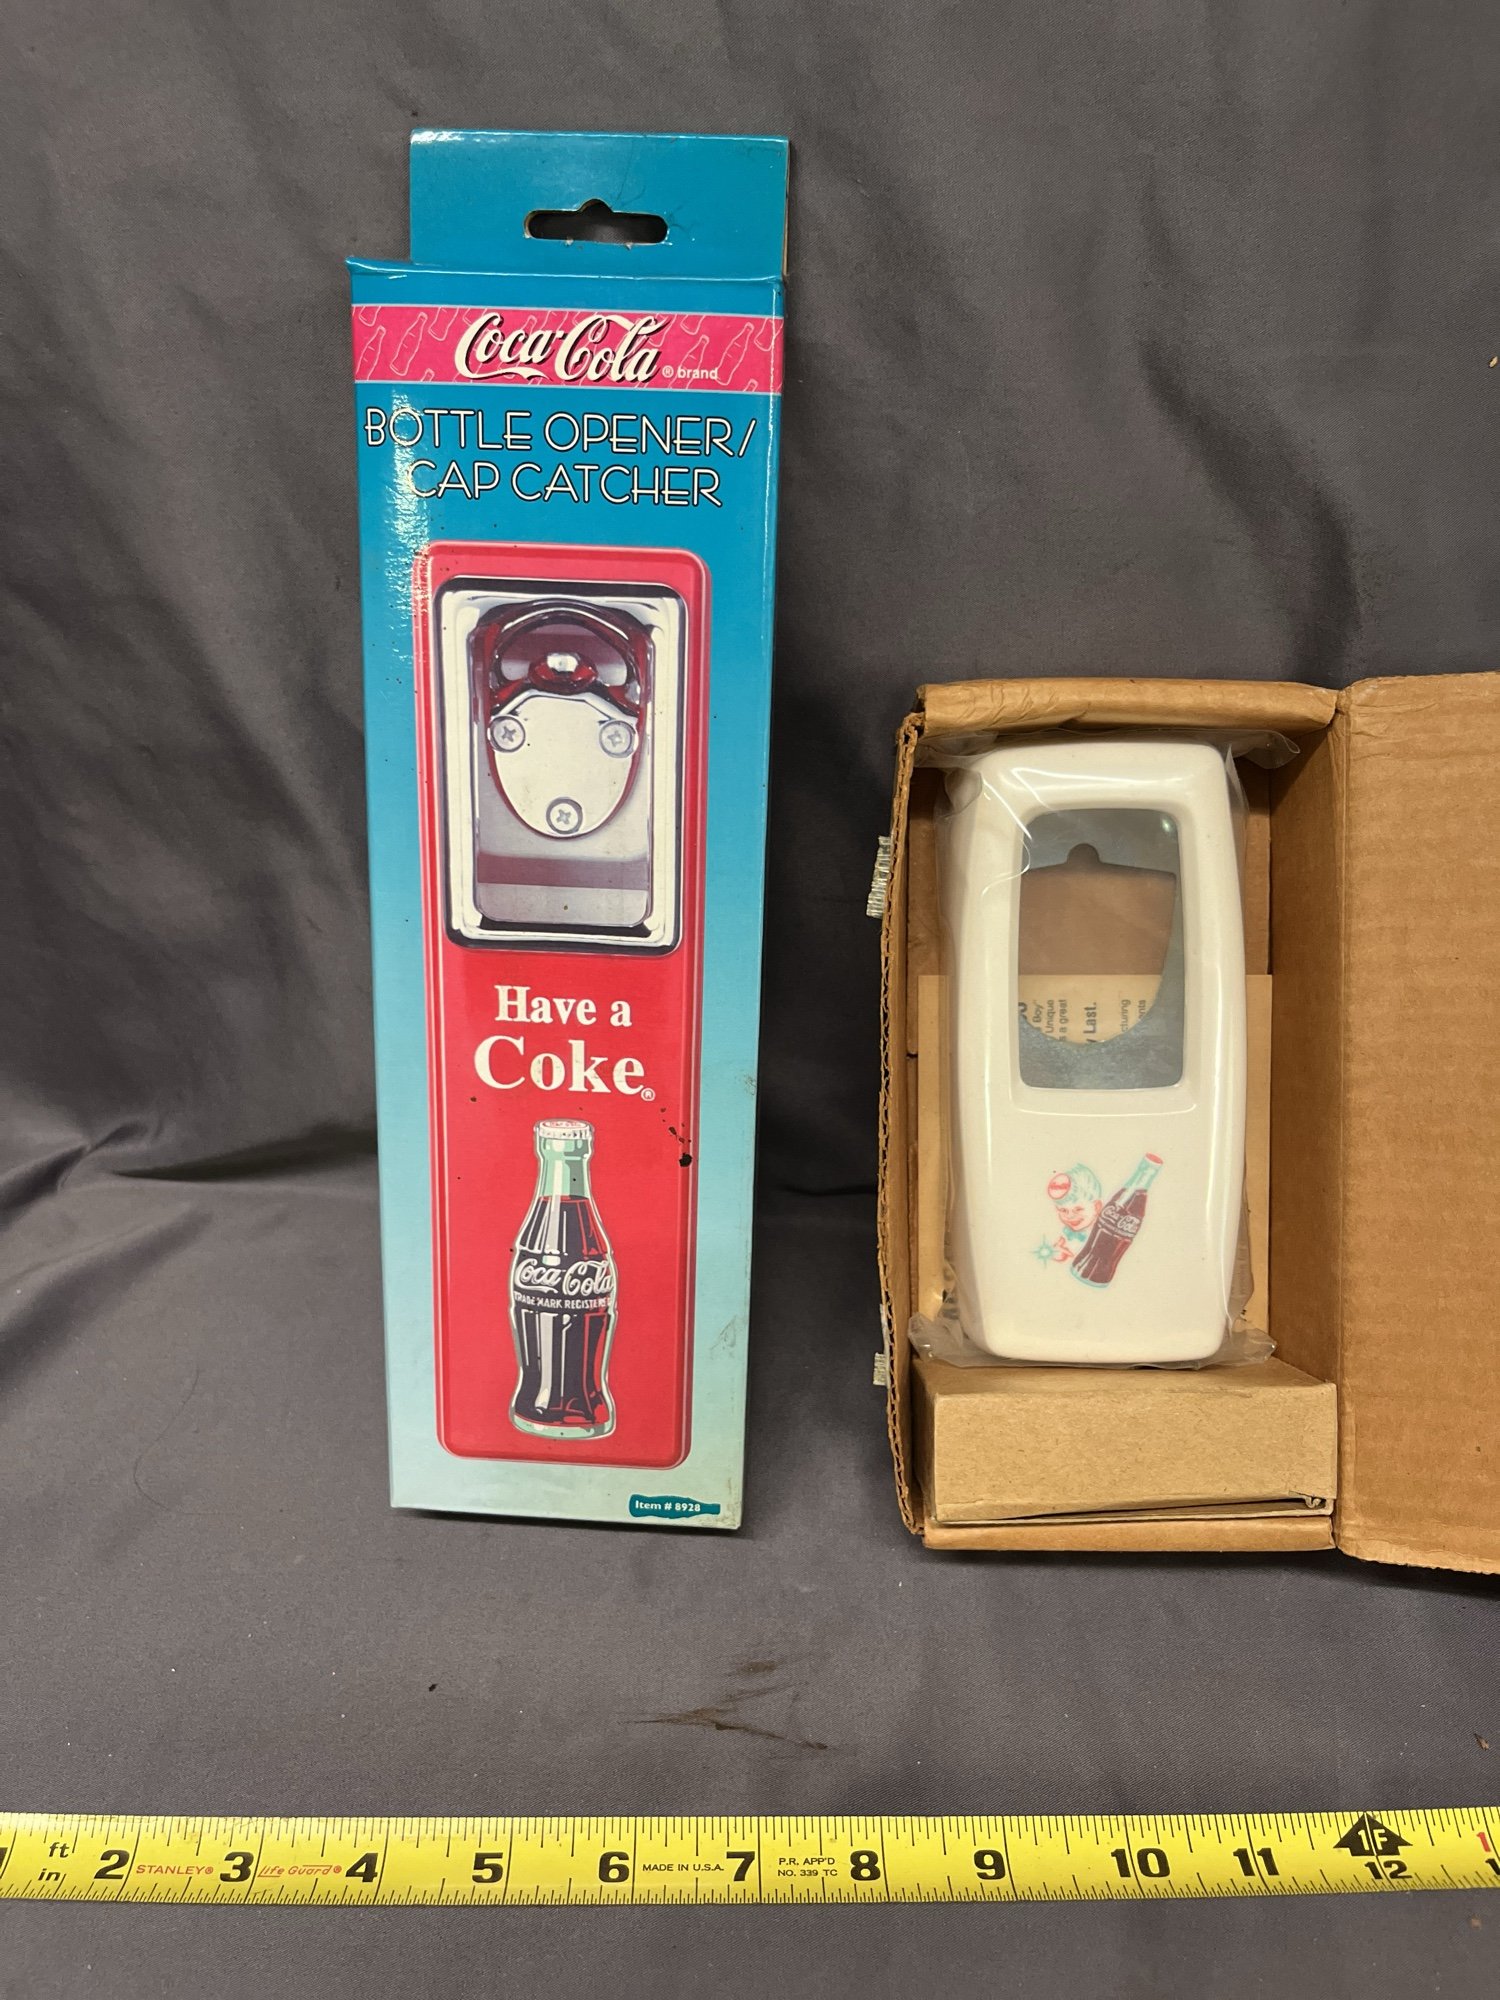 Coca-Cola ® brand
BOTTLE OPENER/
CAP CATCHER
Have a
Coke®
Coca-Cola
TRADE MARK REGISTERED
Item # 8928
Boy"
Unique
a great
Last.
Coca-Cola
ft
in 2 STANLEY® 3 Life Guard® 4 5 6 MADE IN U.S.A. 7 P.R. APP'D 8 9 10 11 1F 12
NO. 339 TC